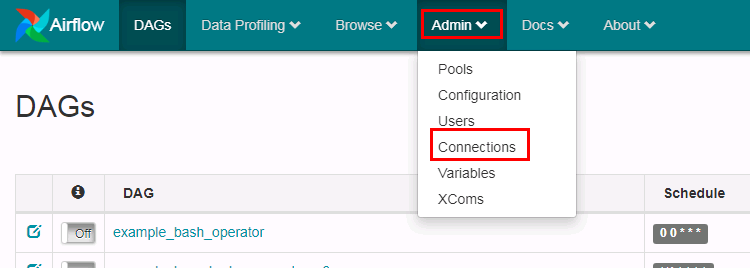 Airflow DAGs Data Profiling Browse Admin Docs About
Pools
Configuration
Users
Connections
Variables
XComs
DAGs
DAG Schedule
Off example_bash_operator 0 0 * * *